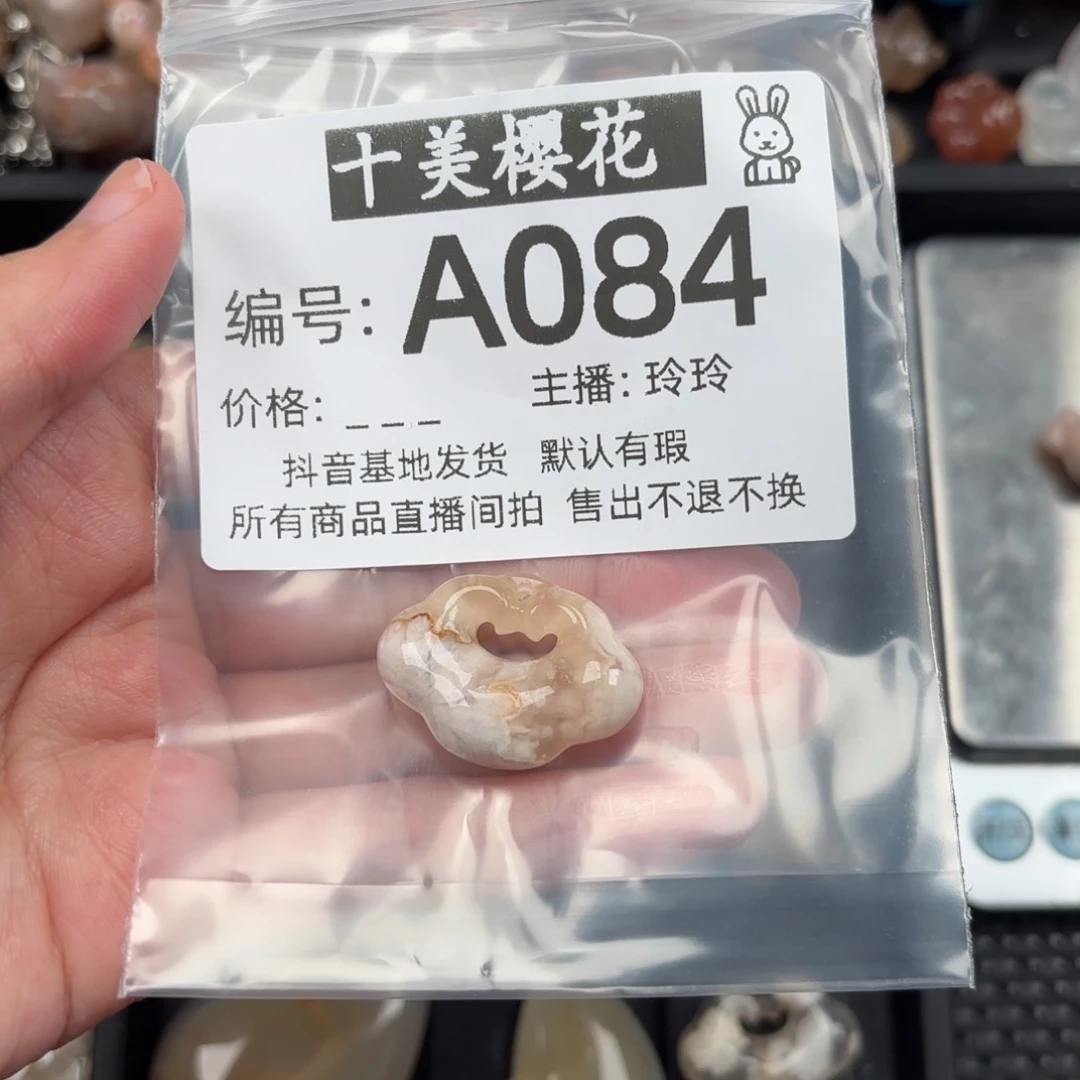 十美樱花
编号: A084
价格: _ _ _ 主播: 玲玲
抖音基地发货 默认有瑕
所有商品直播间拍 售出不退不换